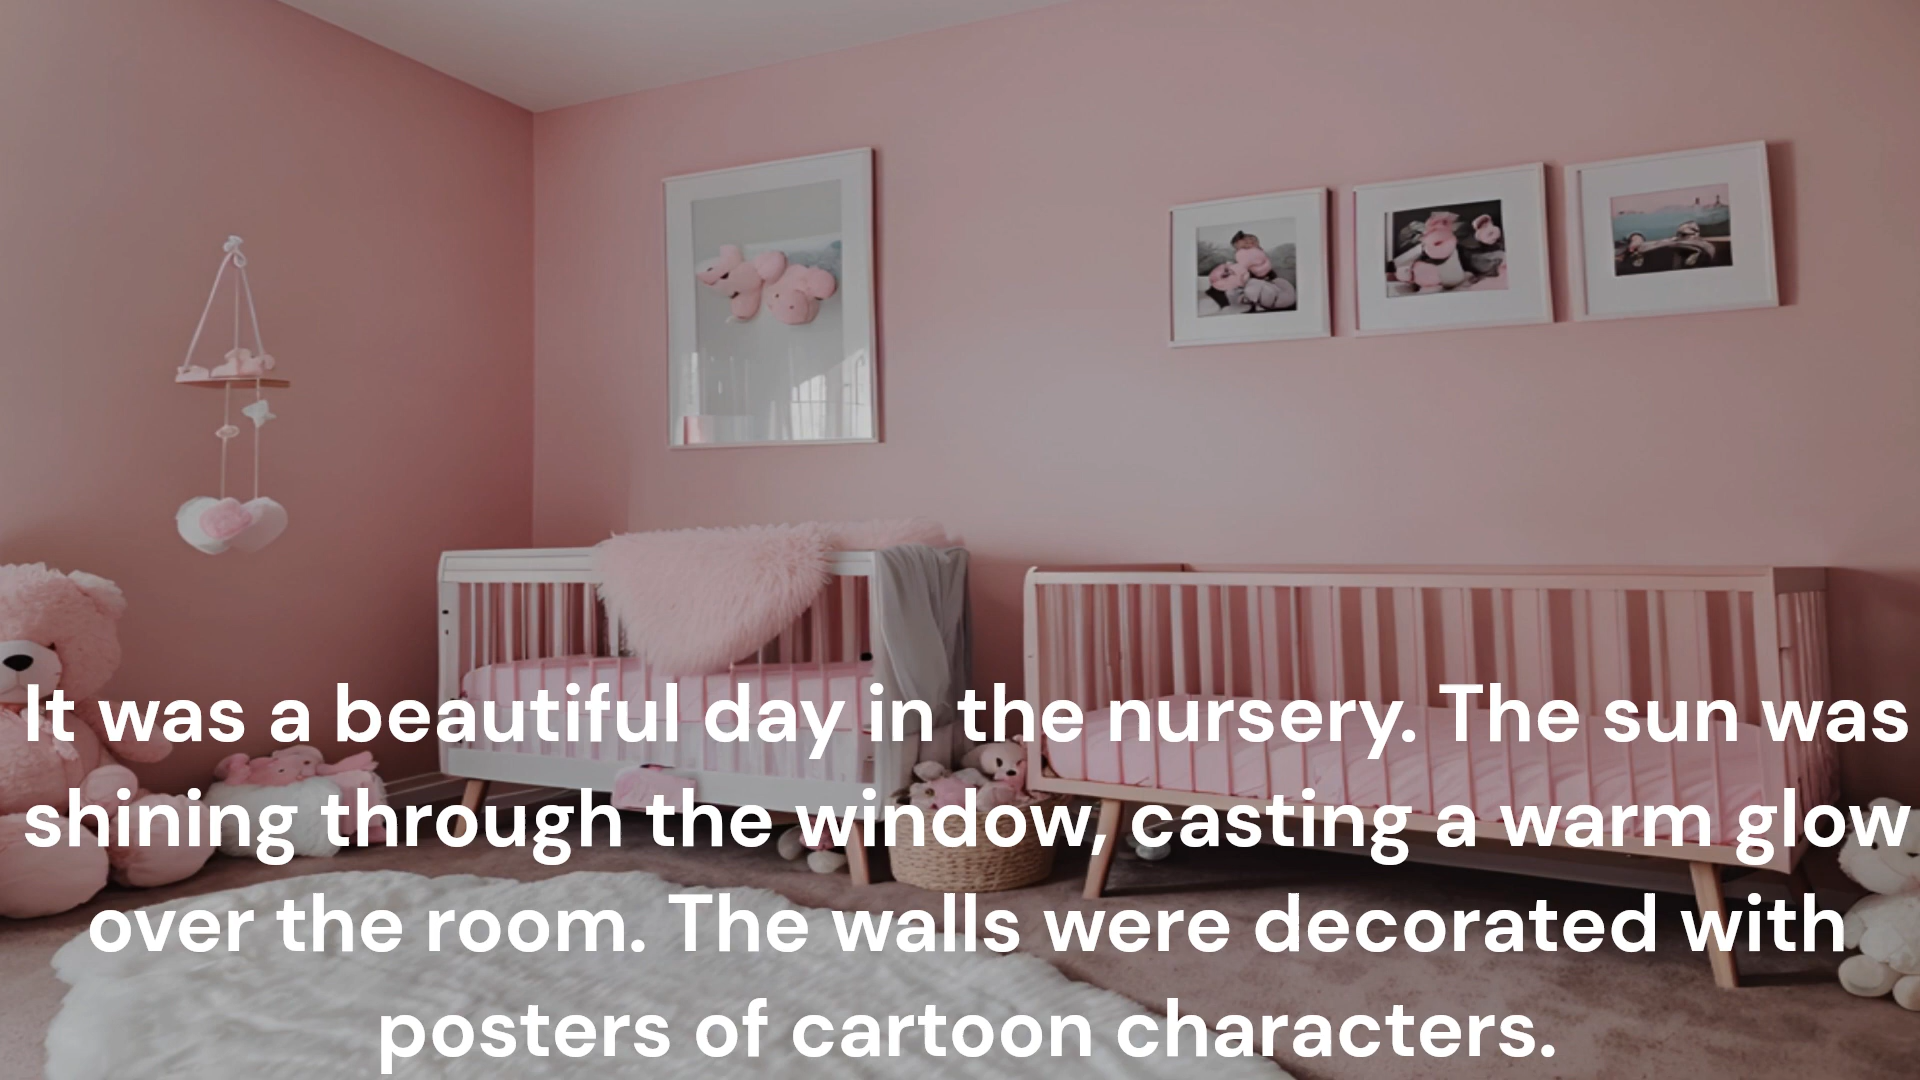 It was a beautiful day in the nursery. The sun was
shining through the window, casting a warm glow
over the room. The walls were decorated with
posters of cartoon characters.